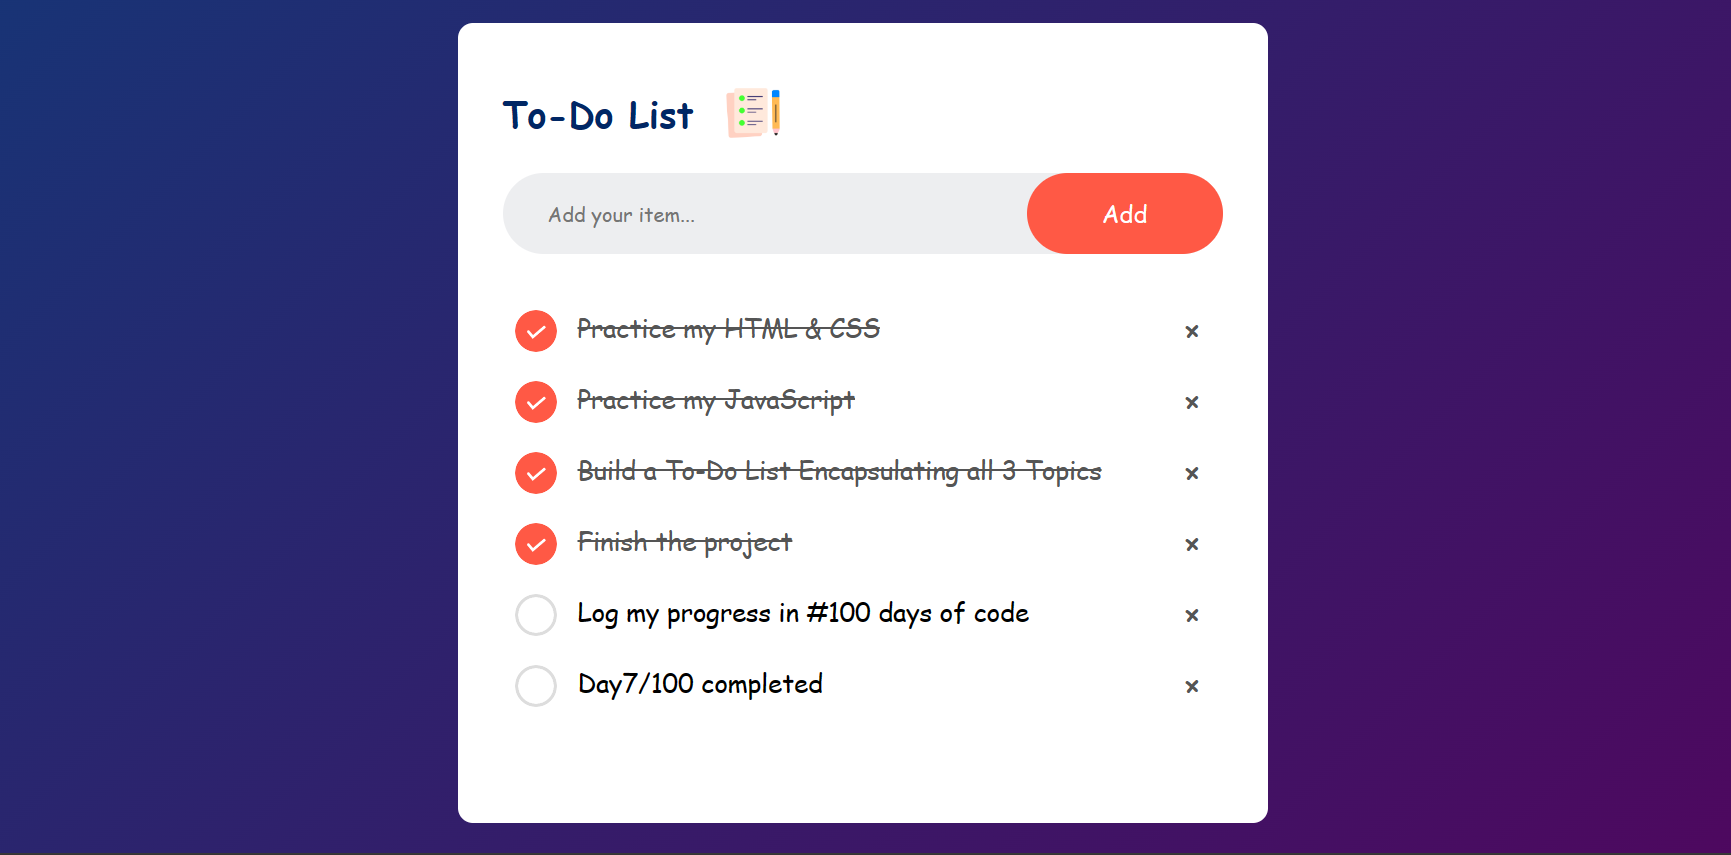 To-Do List
Add your item...
Add
Practice my HTML & CSS
Practice my JavaScript
Build a To-Do List Encapsulating all 3 Topics
Finish the project
Log my progress in #100 days of code
Day7/100 completed